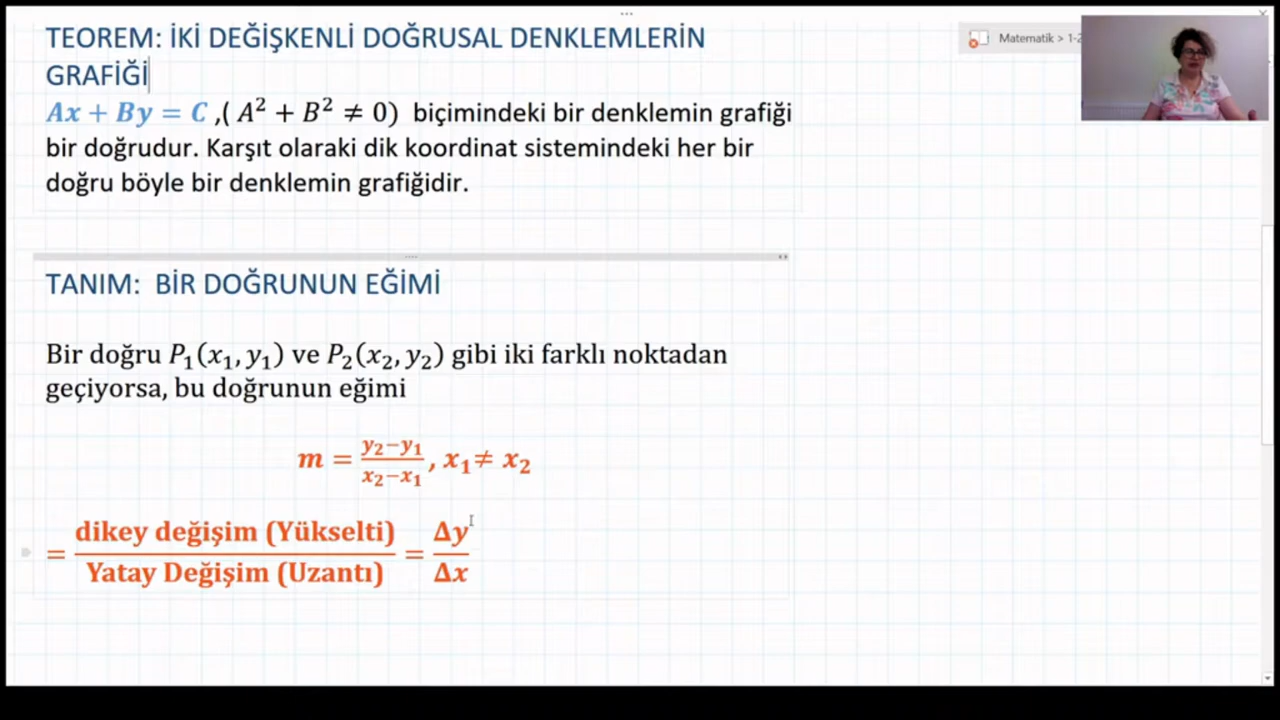 TEOREM: İKİ DEĞİŞKENLİ DOĞRUSAL DENKLEMLERİN
GRAFİĞİ
Matematik > 1-2
Ax + By = C ,( A² + B² ≠ 0) biçimindeki bir denklemin grafiği
bir doğrudur. Karşıt olaraki dik koordinat sistemindeki her bir
doğru böyle bir denklemin grafiğidir.
TANIM: BİR DOĞRUNUN EĞİMİ
Bir doğru P₁(x₁, y₁) ve P₂(x₂, y₂) gibi iki farklı noktadan
geçiyorsa, bu doğrunun eğimi
m = y₂−y₁ / x₂−x₁ , x₁ ≠ x₂
= dikey değişim (Yükselti) / Yatay Değişim (Uzantı) = Δy / Δx